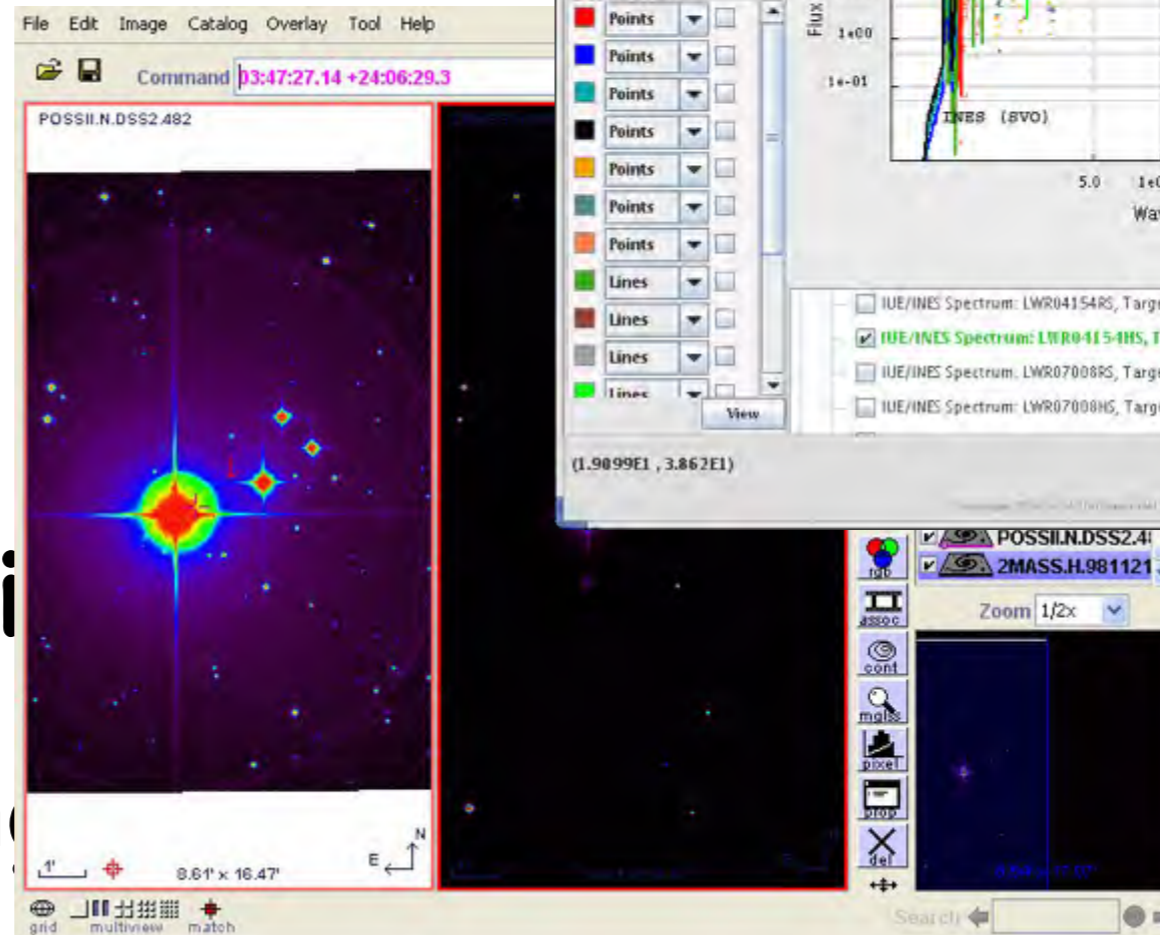 File Edit Image Catalog Overlay Tool Help
Command 03:47:27.14 +24:06:29.3
POSSII.N.DSS2.482
1'
8.61' x 16.47'
E
N
grid multiview match
Points
Points
Points
Points
Points
Points
Points
Lines
Lines
Lines
Lines
View
(1.9099E1 , 3.862E1)
Flux
1e+00
1e-01
INES (SVO)
5.0
IUE/INES Spectrum: LWR04154RS,
IUE/INES Spectrum: LWR04154HS,
IUE/INES Spectrum: LWR07008RS,
IUE/INES Spectrum: LWR07008HS,
rgb
assoc
cont
mglss
pixel
prop
del
POSSII.N.DSS2.4
2MASS.H.981121
Zoom 1/2x
Search